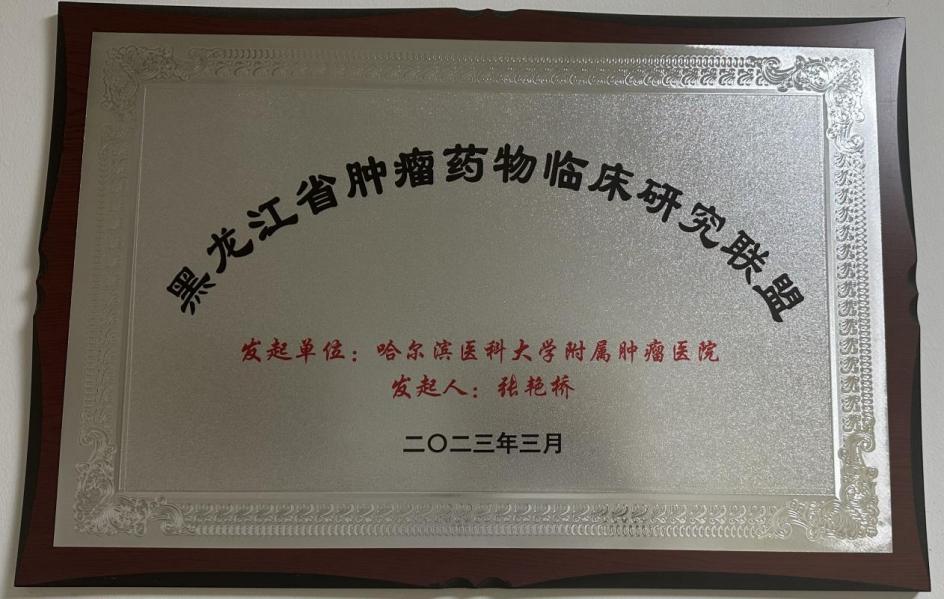 黑龙江省肿瘤药物临床研究联盟
发起单位：哈尔滨医科大学附属肿瘤医院
发起人：张艳桥
二〇二三年三月